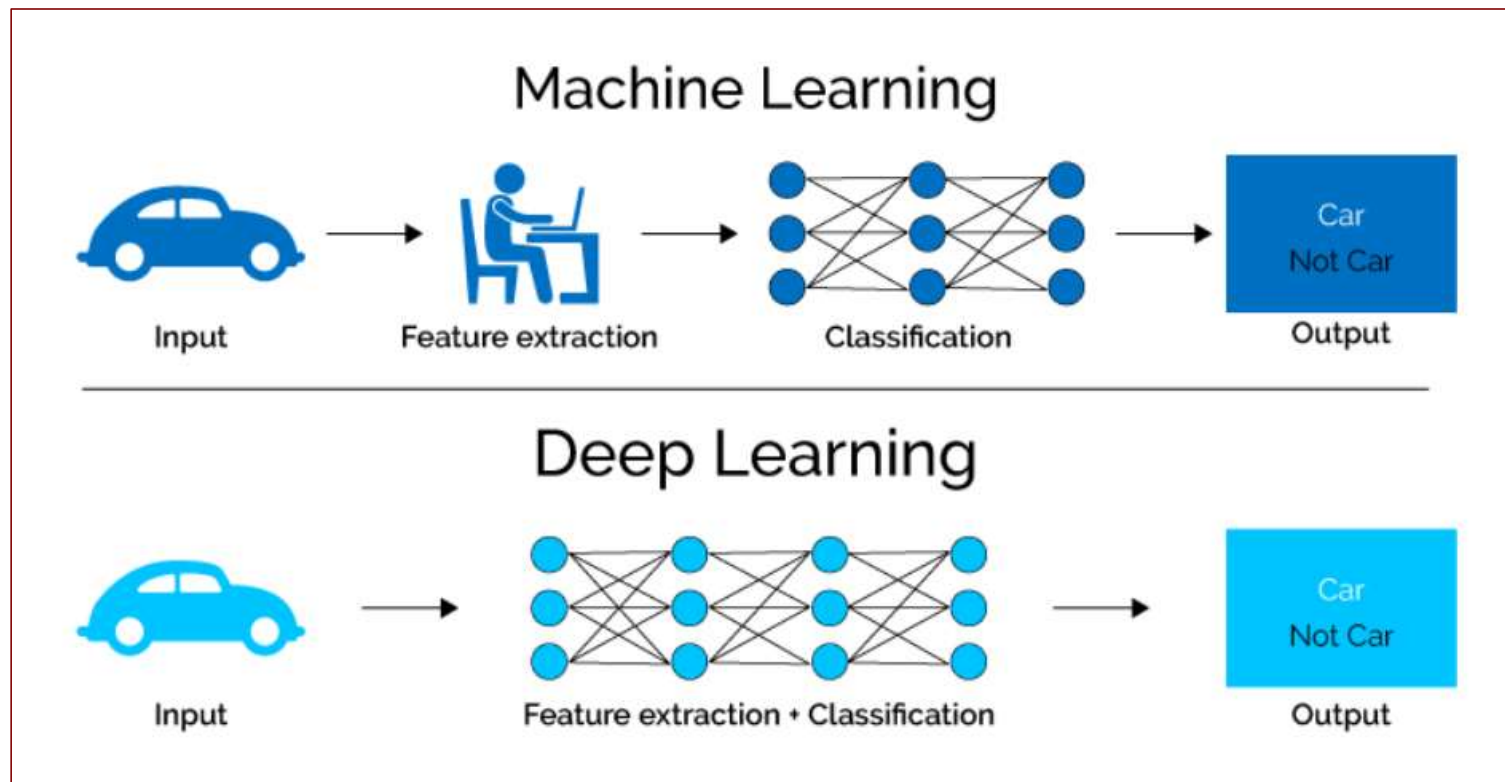 Machine Learning
Car
Not Car
Input
Feature extraction
Classification
Output
Deep Learning
Car
Not Car
Input
Feature extraction + Classification
Output